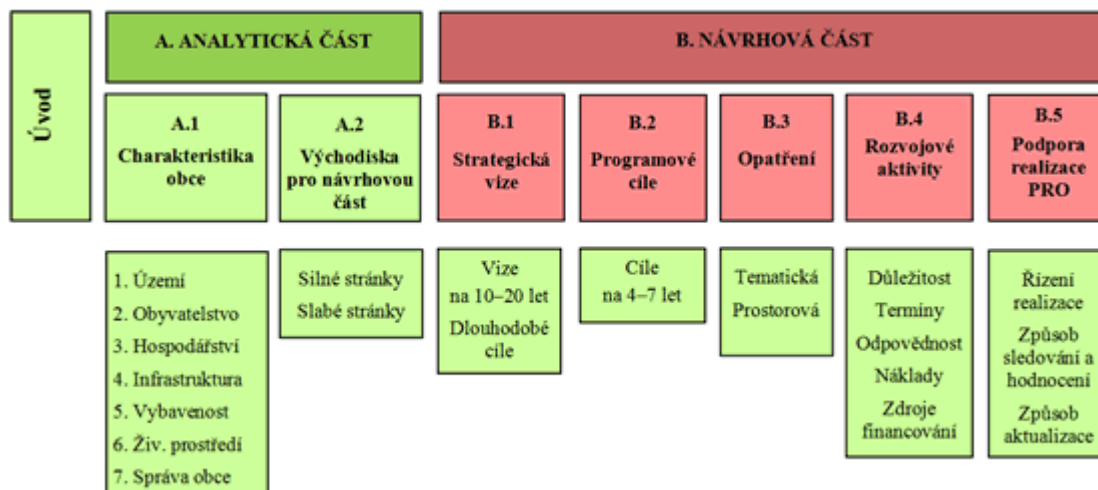 Úvod
A. ANALYTICKÁ ČÁST
B. NÁVRHOVÁ ČÁST
A.1
Charakteristika
obce
A.2
Východiska
pro návrhovou
část
B.1
Strategická
vize
B.2
Programové
cíle
B.3
Opatření
B.4
Rozvojové
aktivity
B.5
Podpora
realizace
PRO
1. Území
2. Obyvatelstvo
3. Hospodářství
4. Infrastruktura
5. Vybavenost
6. Živ. prostředí
7. Správa obce
Silné stránky
Slabé stránky
Vize
na 10–20 let
Dlouhodobé
cíle
Cíle
na 4–7 let
Tematická
Prostorová
Důležitost
Termíny
Odpovědnost
Náklady
Zdroje
financování
Řízení
realizace
Způsob
sledování a
hodnocení
Způsob
aktualizace